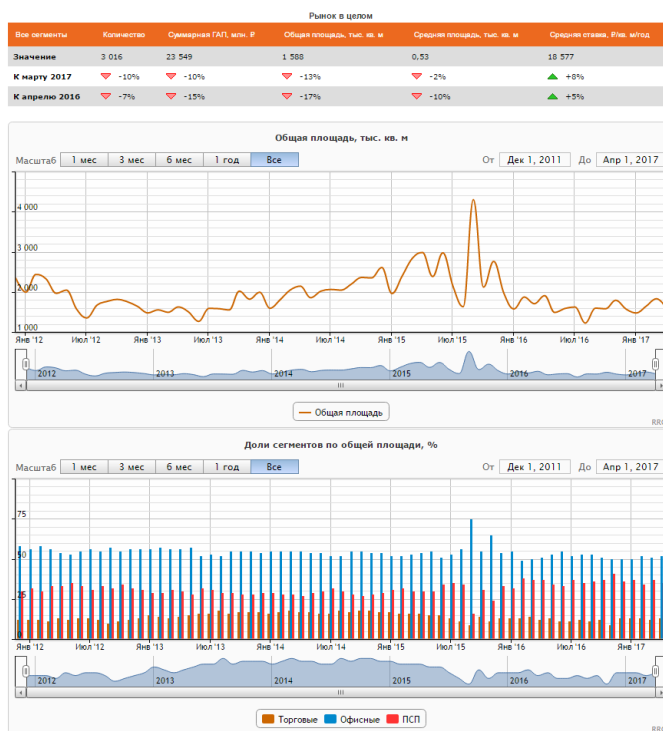 Рынок в целом
Все сегменты Количество Суммарная ГАП, млн. ₽ Общая площадь, тыс. кв. м Средняя площадь, тыс. кв. м Средняя ставка, ₽/кв. м/год
Значение 3 016 23 549 1 588 0,53 18 577
К марту 2017 -10% -10% -13% -2% +8%
К апрелю 2016 -7% -15% -17% -10% +5%
Общая площадь, тыс. кв. м
Масштаб 1 мес 3 мес 6 мес 1 год Все От Дек 1, 2011 До Апр 1, 2017
4 000
3 000
2 000
1 000
Янв '12 Июл '12 Янв '13 Июл '13 Янв '14 Июл '14 Янв '15 Июл '15 Янв '16 Июл '16 Янв '17
2012 2013 2014 2015 2016 2017
Общая площадь
Доли сегментов по общей площади, %
Масштаб 1 мес 3 мес 6 мес 1 год Все От Дек 1, 2011 До Апр 1, 2017
75
50
25
0
Янв '12 Июл '12 Янв '13 Июл '13 Янв '14 Июл '14 Янв '15 Июл '15 Янв '16 Июл '16 Янв '17
2012 2013 2014 2015 2016 2017
Торговые Офисные ПСП